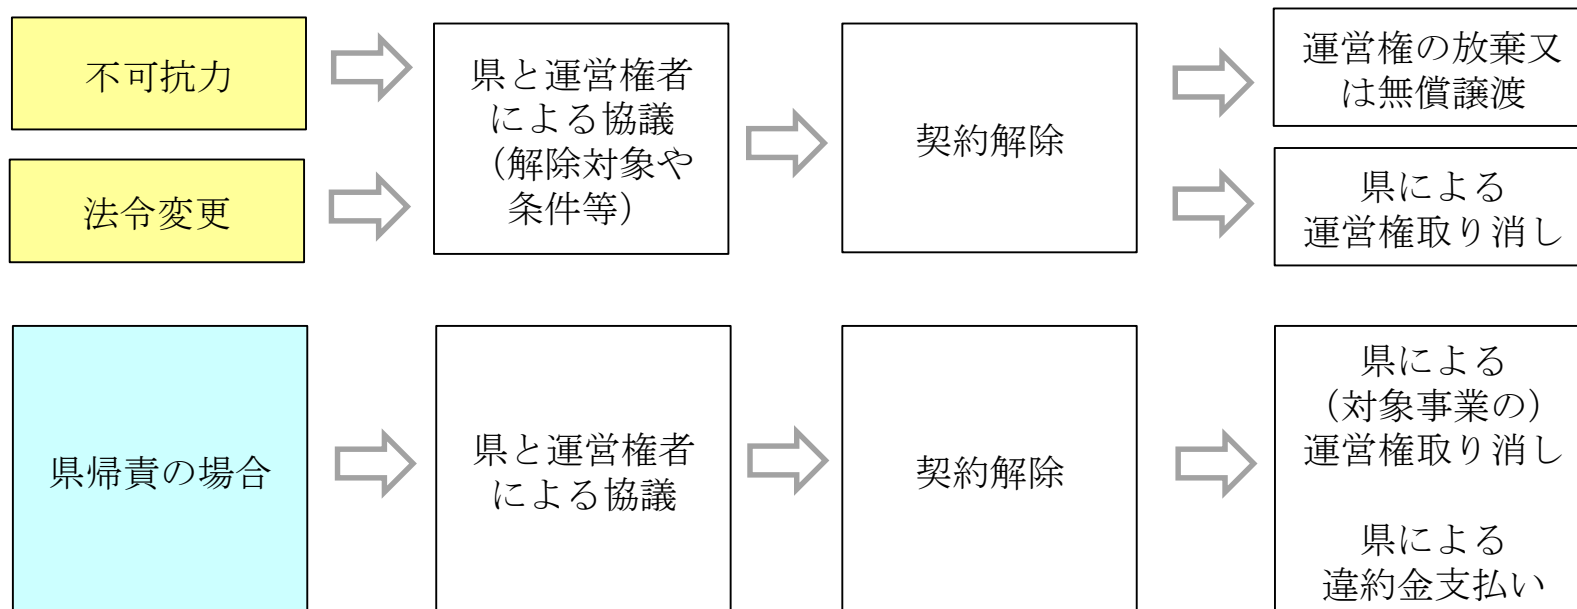 不可抗力
法令変更
県と運営権者
による協議
（解除対象や
条件等）
契約解除
運営権の放棄又
は無償譲渡
県による
運営権取り消し
県帰責の場合
県と運営権者
による協議
契約解除
県による
（対象事業の）
運営権取り消し
県による
違約金支払い